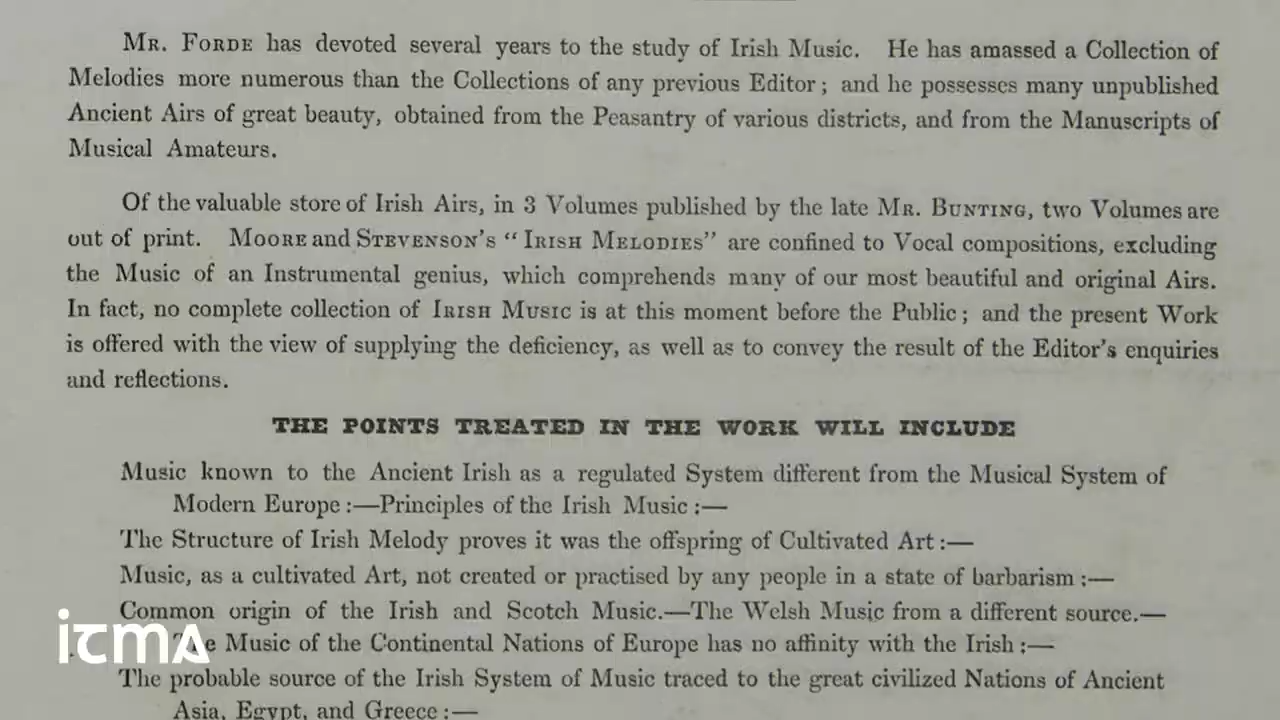 MR. FORDE has devoted several years to the study of Irish Music. He has amassed a Collection of
Melodies more numerous than the Collections of any previous Editor; and he possesses many unpublished
Ancient Airs of great beauty, obtained from the Peasantry of various districts, and from the Manuscripts of
Musical Amateurs.
Of the valuable store of Irish Airs, in 3 Volumes published by the late MR. BUNTING, two Volumes are
out of print. MOORE and STEVENSON'S "IRISH MELODIES" are confined to Vocal compositions, excluding
the Music of an Instrumental genius, which comprehends many of our most beautiful and original Airs.
In fact, no complete collection of IRISH MUSIC is at this moment before the Public; and the present Work
is offered with the view of supplying the deficiency, as well as to convey the result of the Editor's enquiries
and reflections.
THE POINTS TREATED IN THE WORK WILL INCLUDE
Music known to the Ancient Irish as a regulated System different from the Musical System of
Modern Europe:—Principles of the Irish Music:—
The Structure of Irish Melody proves it was the offspring of Cultivated Art:—
Music, as a cultivated Art, not created or practised by any people in a state of barbarism:—
Common origin of the Irish and Scotch Music.—The Welsh Music from a different source.—
Music of the Continental Nations of Europe has no affinity with the Irish:—
The probable source of the Irish System of Music traced to the great civilized Nations of Ancient
Asia, Egypt, and Greece:—
itma